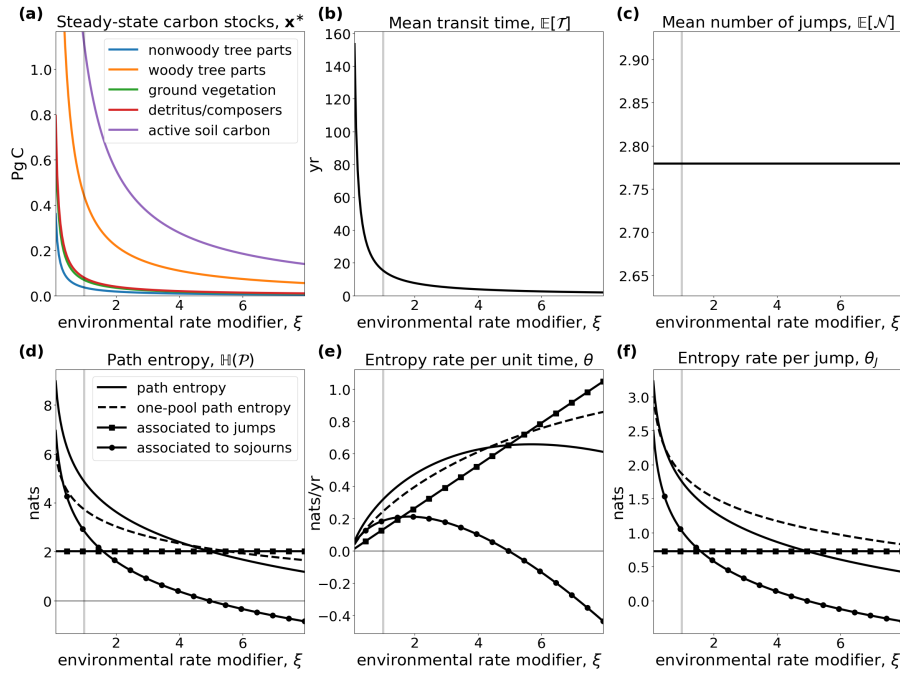 (a)
Steady-state carbon stocks, x*
nonwoody tree parts
woody tree parts
ground vegetation
detritus/composers
active soil carbon
Pg C
1.0
0.8
0.6
0.4
0.2
0.0
2 4 6
environmental rate modifier, ξ
(b)
Mean transit time, 𝔼[𝒯]
yr
160
140
120
100
80
60
40
20
0
2 4 6
environmental rate modifier, ξ
(c)
Mean number of jumps, 𝔼[𝒩]
2.90
2.85
2.80
2.75
2.70
2.65
2 4 6
environmental rate modifier, ξ
(d)
Path entropy, ℍ(𝒫)
path entropy
one-pool path entropy
associated to jumps
associated to sojourns
nats
8
6
4
2
0
2 4 6
environmental rate modifier, ξ
(e)
Entropy rate per unit time, θ
nats/yr
1.0
0.8
0.6
0.4
0.2
0.0
−0.2
−0.4
2 4 6
environmental rate modifier, ξ
(f)
Entropy rate per jump, θ_J
nats
3.0
2.5
2.0
1.5
1.0
0.5
0.0
2 4 6
environmental rate modifier, ξ